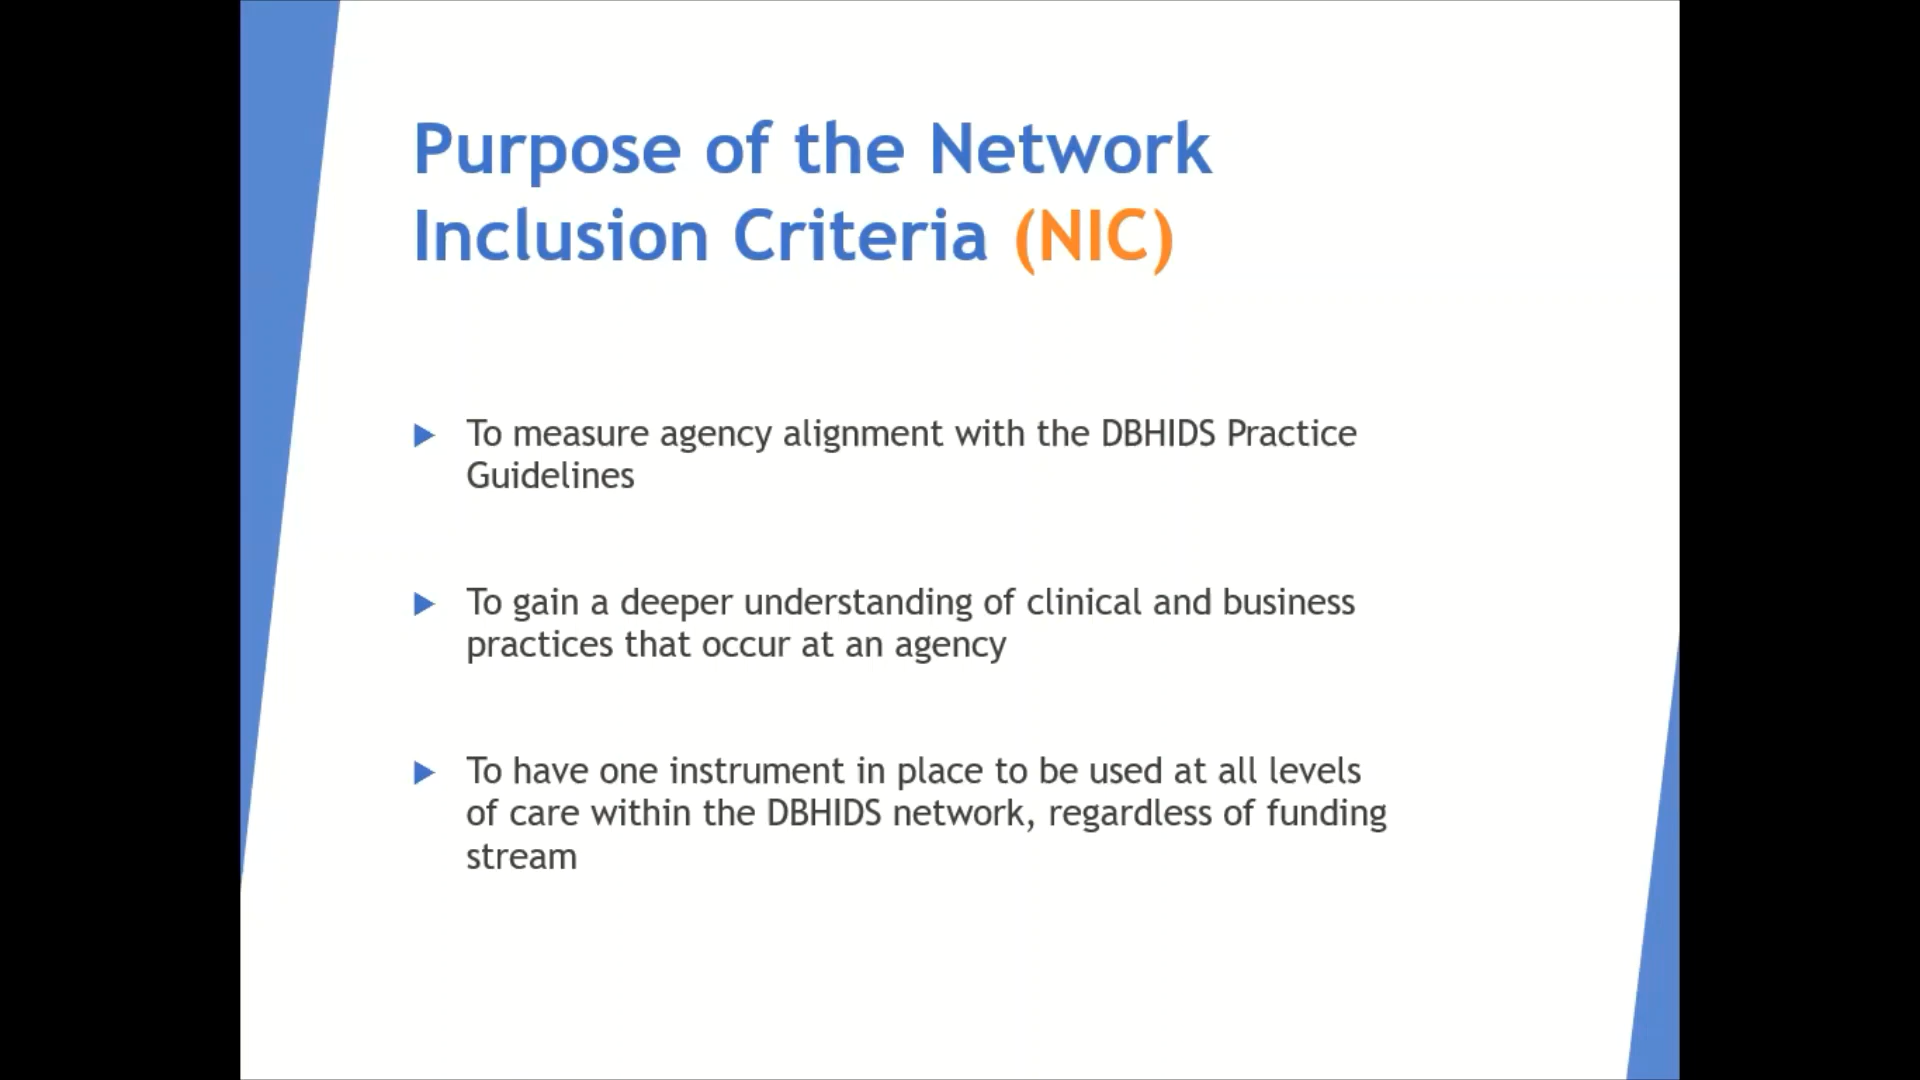 Purpose of the Network
Inclusion Criteria (NIC)
To measure agency alignment with the DBHIDS Practice
Guidelines
To gain a deeper understanding of clinical and business
practices that occur at an agency
To have one instrument in place to be used at all levels
of care within the DBHIDS network, regardless of funding
stream